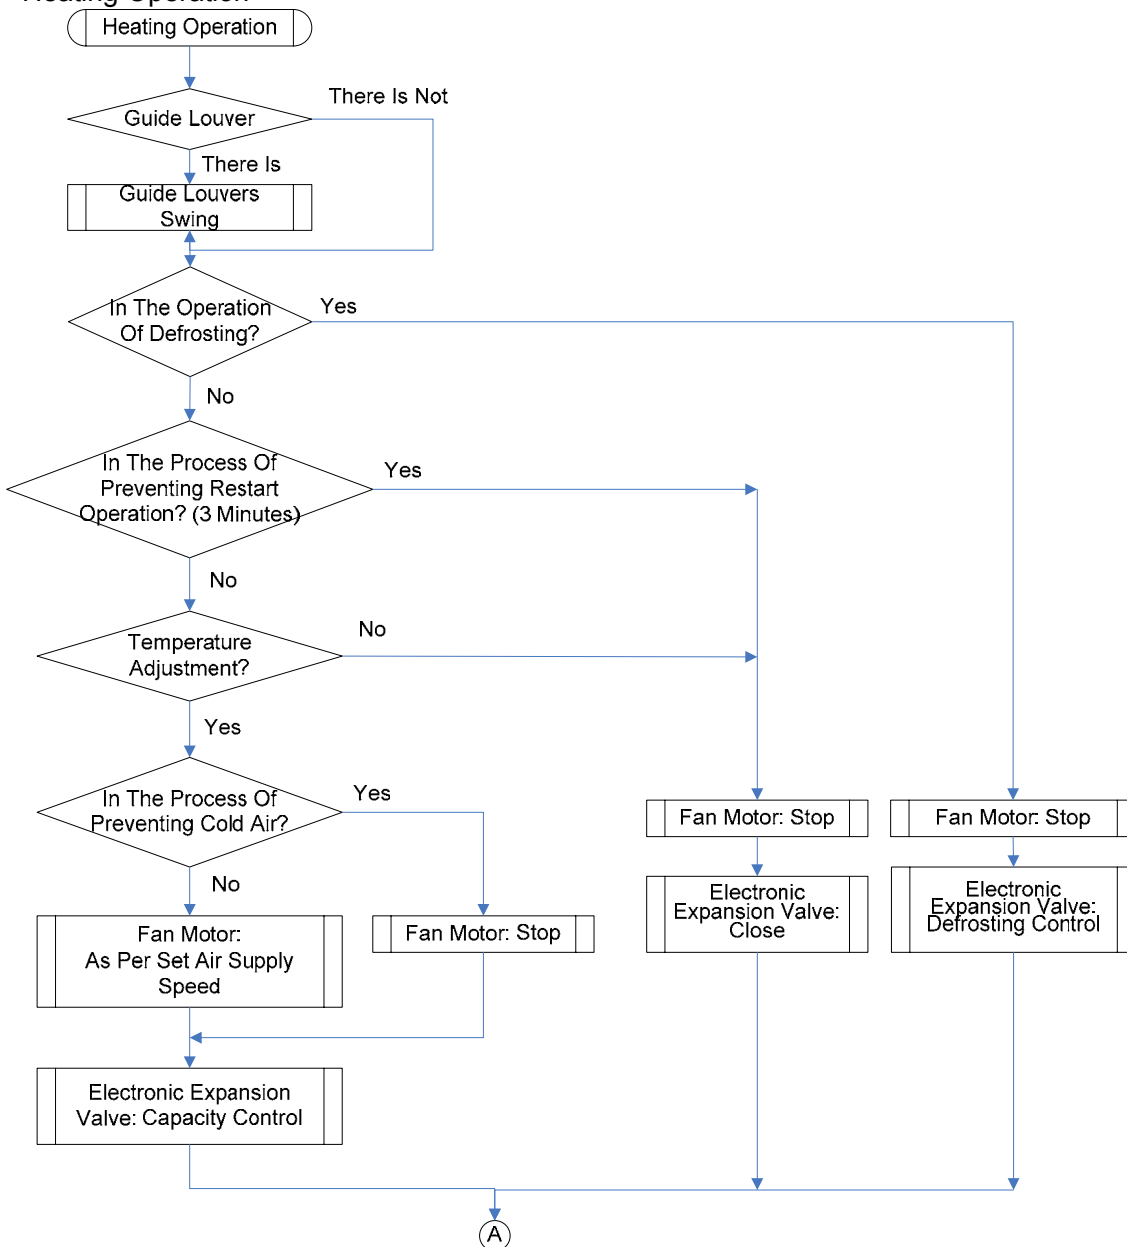 Heating Operation
Heating Operation
There Is Not
Guide Louver
There Is
Guide Louvers
Swing
In The Operation
Of Defrosting?
Yes
No
In The Process Of
Preventing Restart
Operation? (3 Minutes)
Yes
No
Temperature
Adjustment?
No
Yes
In The Process Of
Preventing Cold Air?
Yes
No
Fan Motor:
As Per Set Air Supply
Speed
Fan Motor: Stop
Fan Motor: Stop
Electronic
Expansion Valve:
Close
Fan Motor: Stop
Electronic
Expansion Valve:
Defrosting Control
Electronic Expansion
Valve: Capacity Control
A